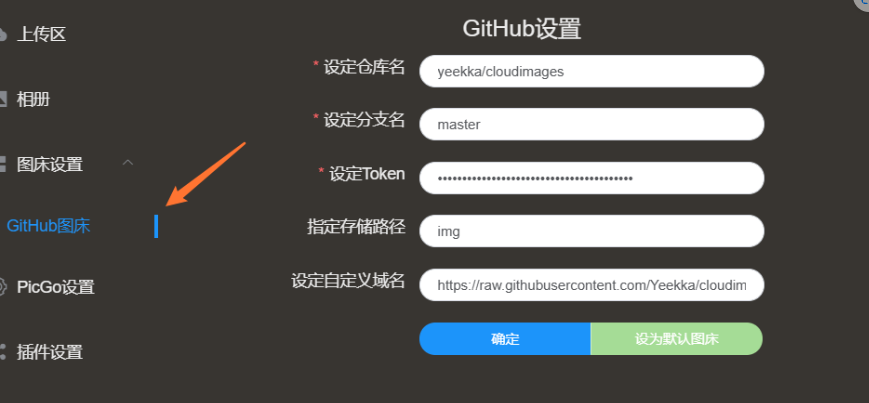 上传区
相册
图床设置
GitHub图床
PicGo设置
插件设置
GitHub设置
* 设定仓库名 yeekka/cloudimages
* 设定分支名 master
* 设定Token ••••••••••••••••••••••••••••••••••••••••
指定存储路径 img
设定自定义域名 https://raw.githubusercontent.com/Yeekka/cloudim
确定 设为默认图床